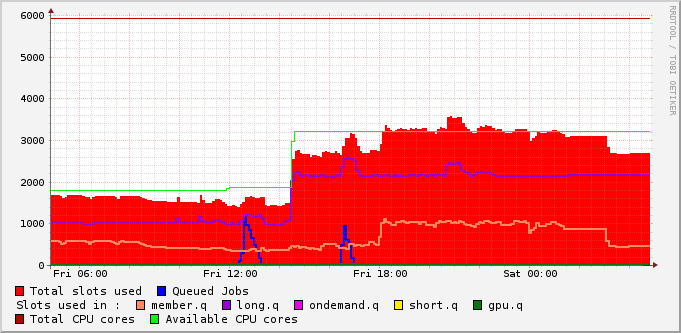 RRDTOOL / TOBI OETIKER
6000
5000
4000
3000
2000
1000
0
Fri 06:00 Fri 12:00 Fri 18:00 Sat 00:00
Total slots used Queued Jobs
Slots used in : member.q long.q ondemand.q short.q gpu.q
Total CPU cores Available CPU cores